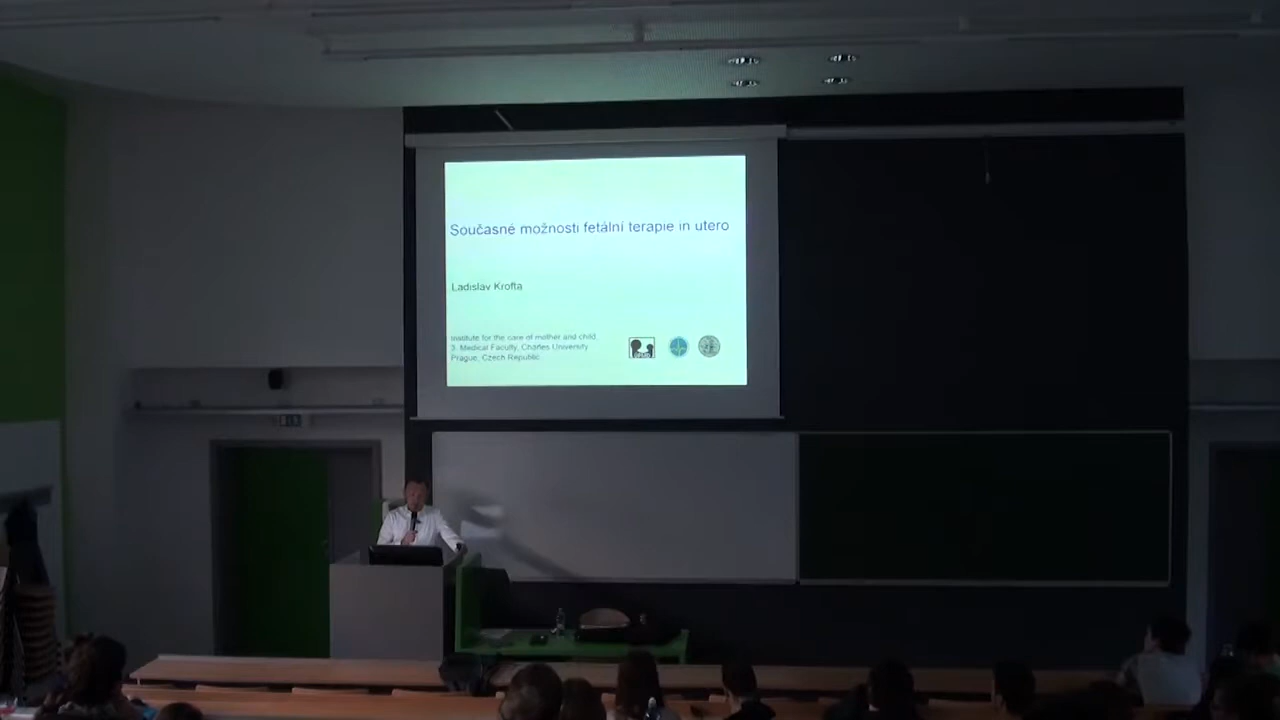 Současné možnosti fetální terapie in utero
Ladislav Krofta
Institute for the care of mother and child,
3. Medical Faculty, Charles University
Prague, Czech Republic